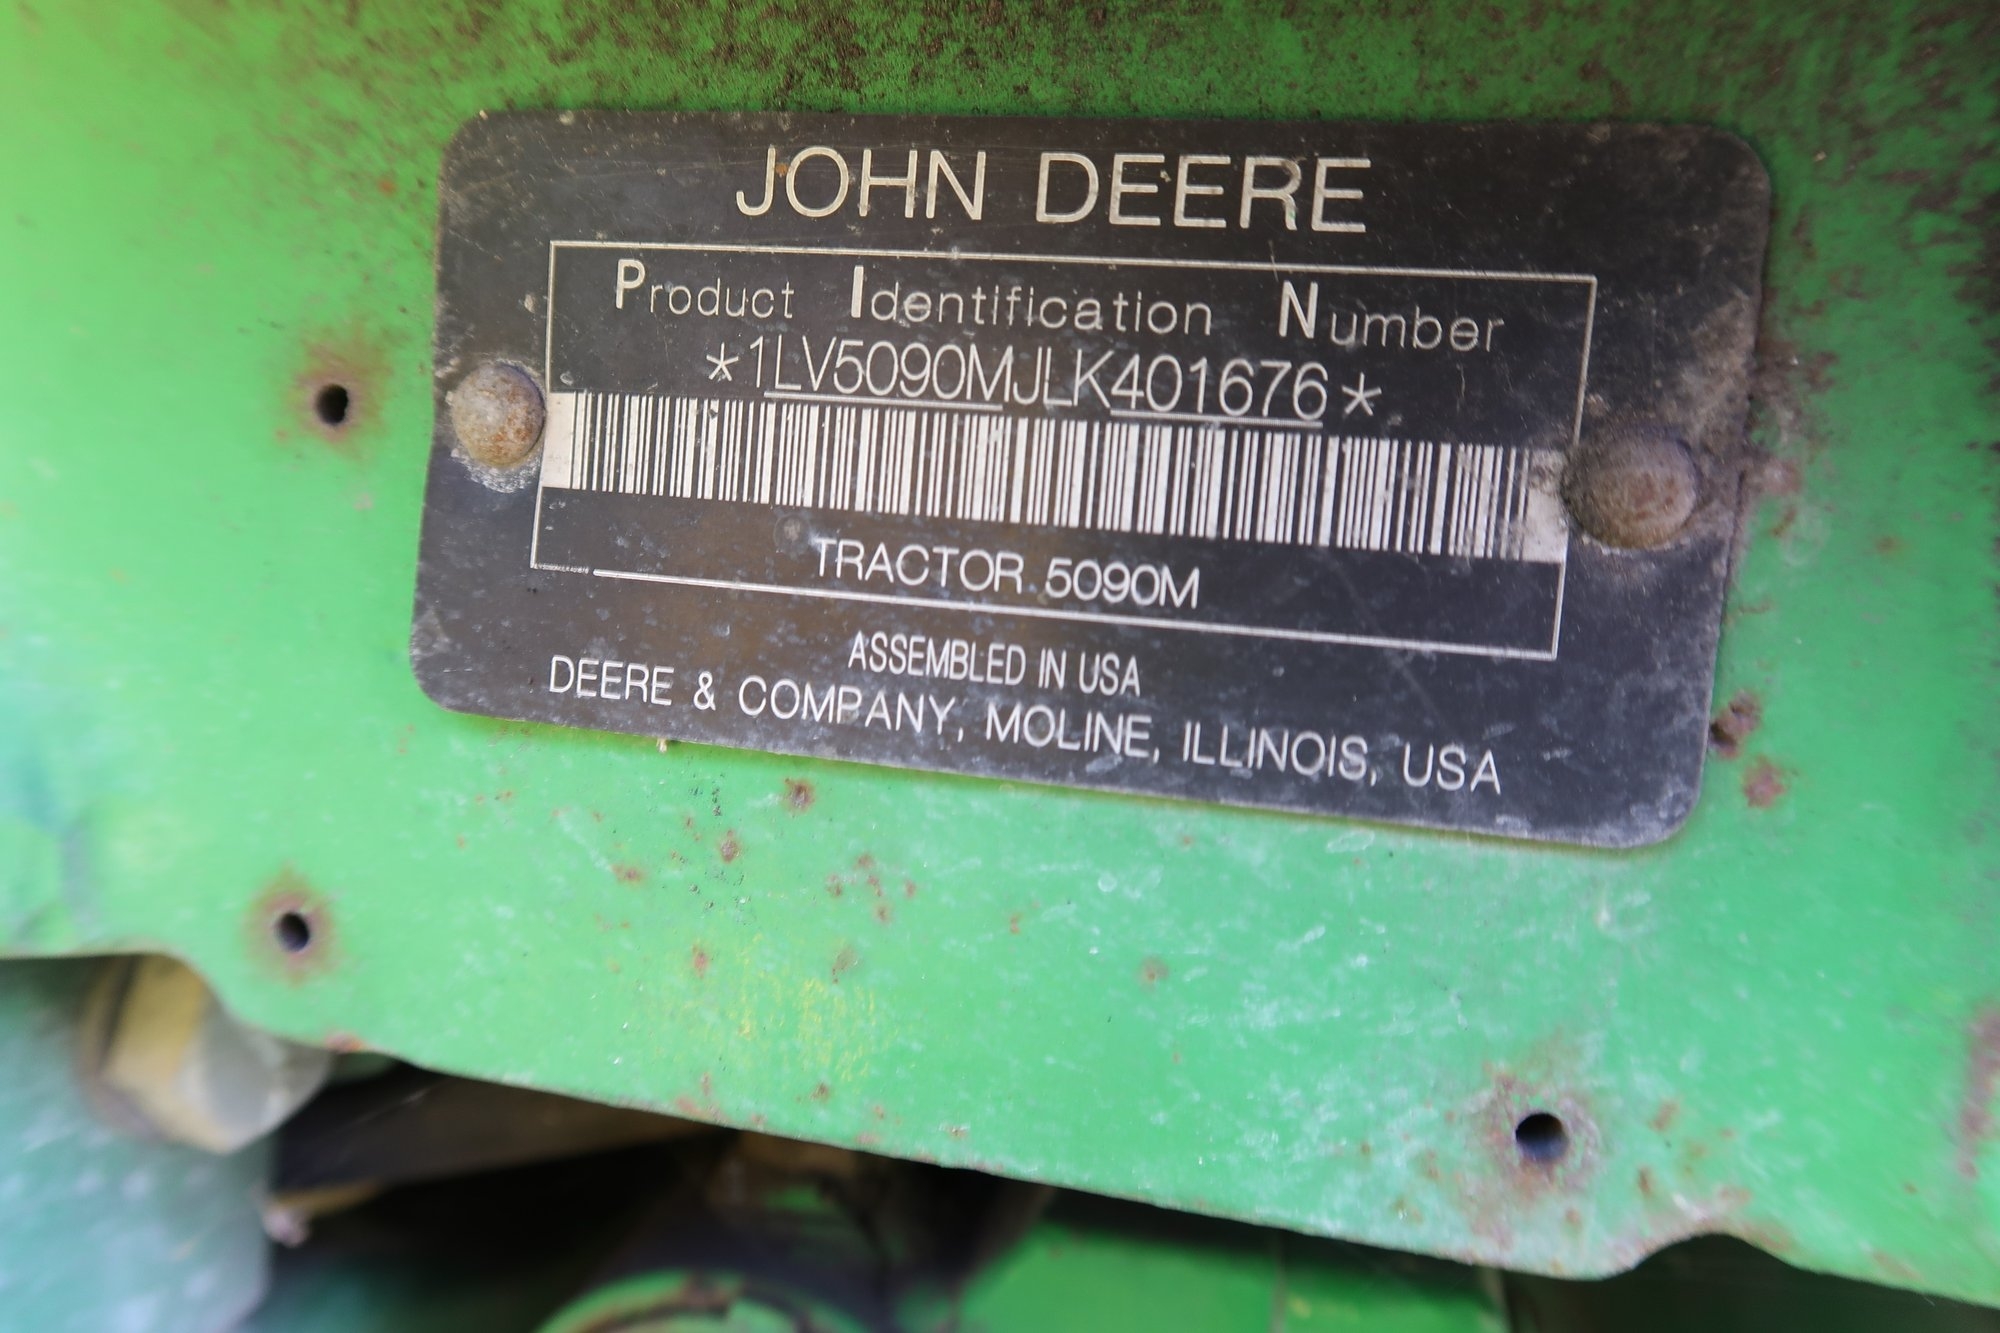 JOHN DEERE
Product Identification Number
*1LV5090MJLK401676*
TRACTOR 5090M
ASSEMBLED IN USA
DEERE & COMPANY, MOLINE, ILLINOIS, USA